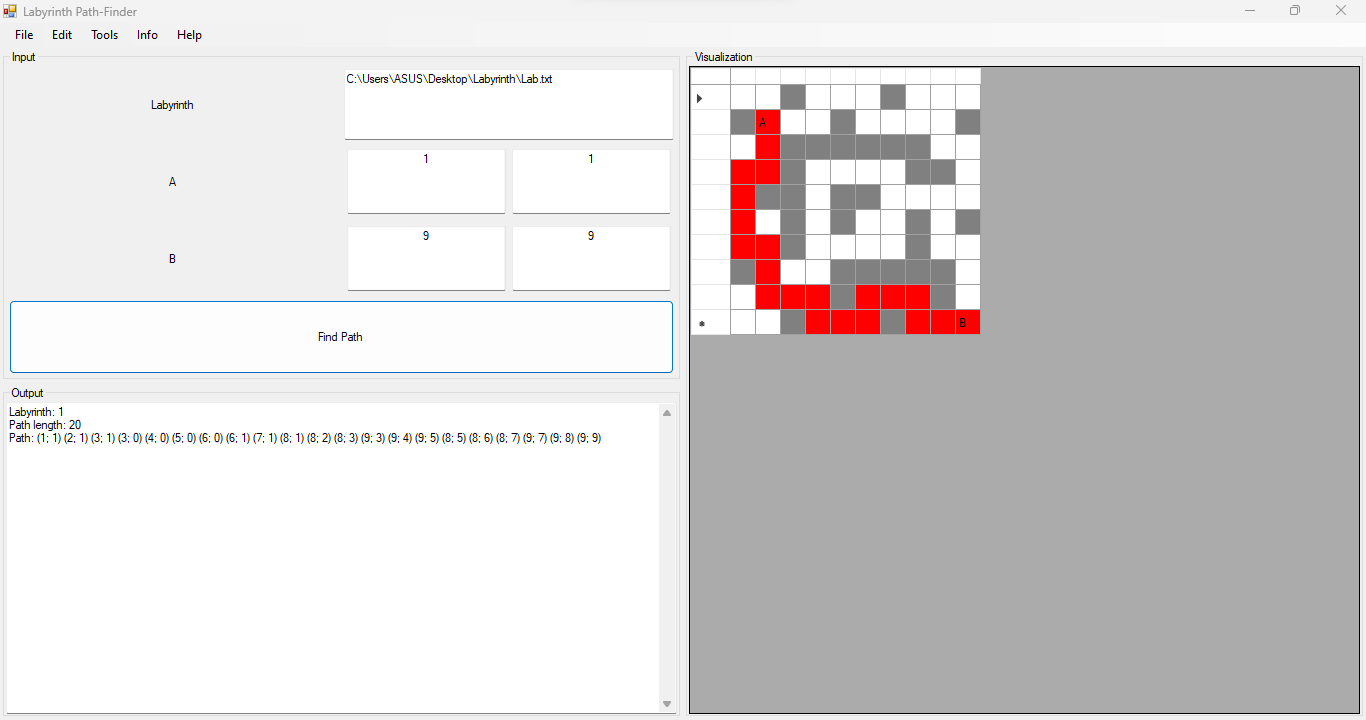 Labyrinth Path-Finder
File Edit Tools Info Help
Input
Labyrinth
C:\Users\ASUS\Desktop\Labyrinth\Lab.txt
A
1 1
B
9 9
Find Path
Output
Labyrinth: 1
Path length: 20
Path: (1; 1) (2; 1) (3; 1) (3; 0) (4; 0) (5; 0) (6; 0) (6; 1) (7; 1) (8; 1) (8; 2) (8; 3) (9; 3) (9; 4) (9; 5) (8; 5) (8; 6) (8; 7) (9; 7) (9; 8) (9; 9)
Visualization
A
B